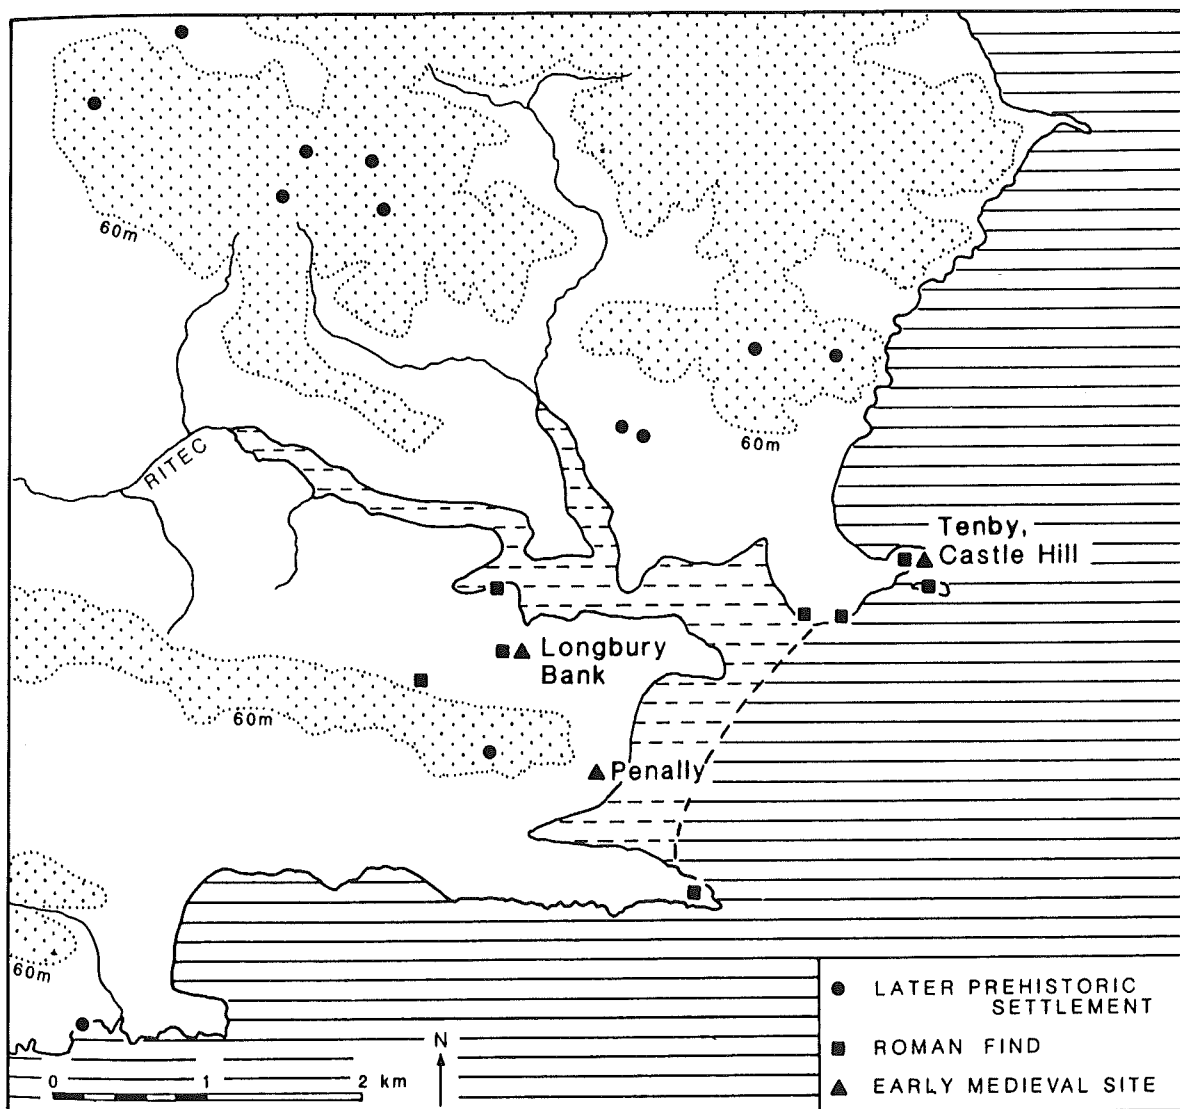 60m
60m
RITEC
Tenby,
Castle Hill
Longbury
Bank
60m
Penally
60m
N
0 1 2 km
LATER PREHISTORIC
SETTLEMENT
ROMAN FIND
EARLY MEDIEVAL SITE